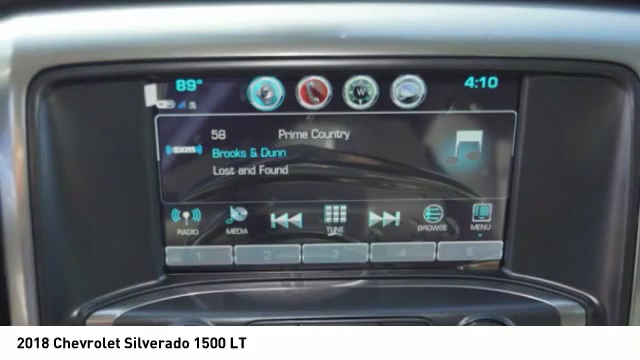 89° 4:10
W
58 Prime Country
sxm Brooks & Dunn
Lost and Found
RADIO MEDIA TUNE BROWSE MENU
1 2 3 4 5
2018 Chevrolet Silverado 1500 LT